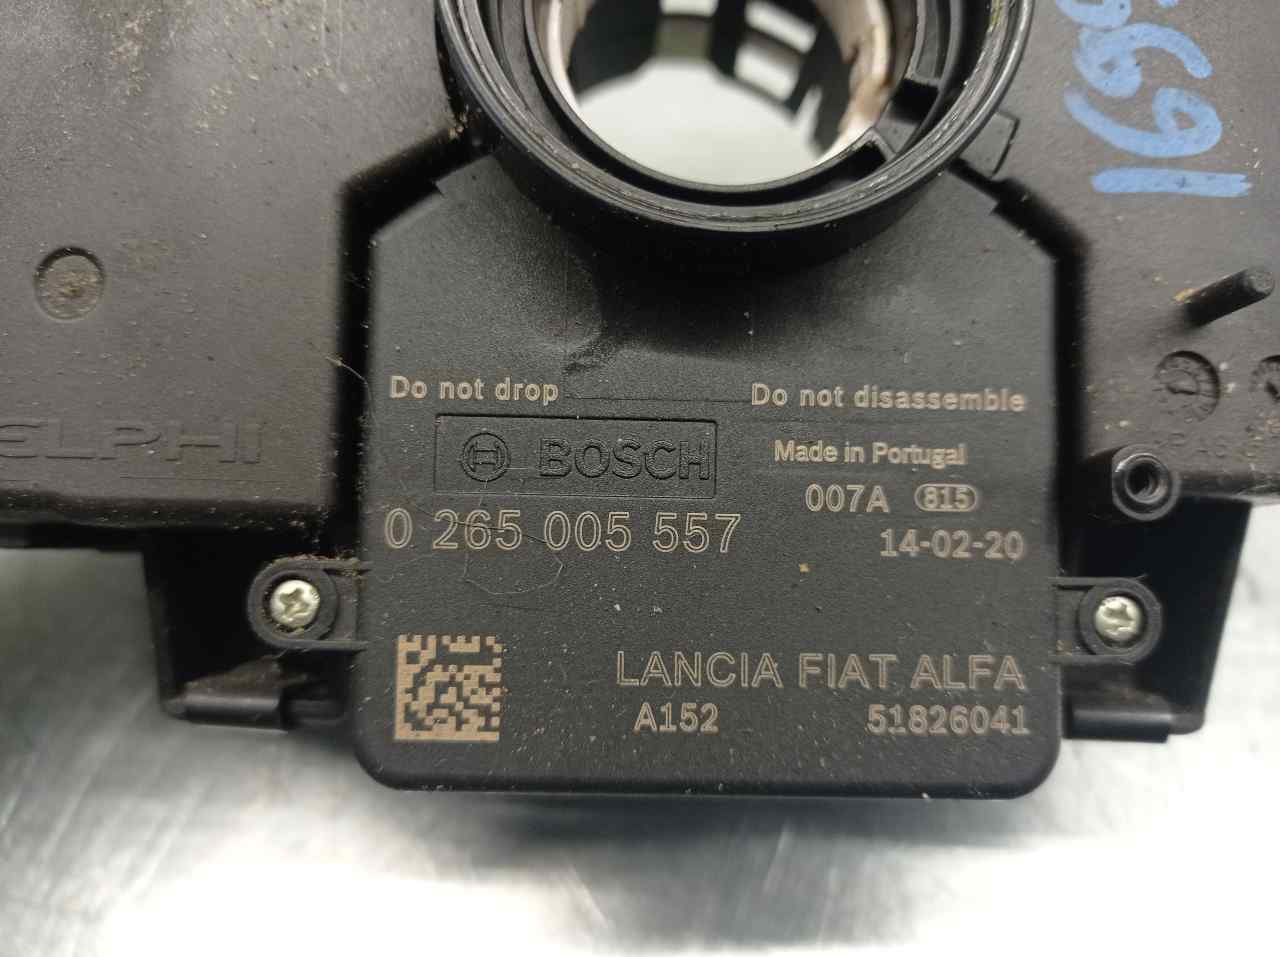 1699
ELPHI
Do not drop
Do not disassemble
BOSCH
Made in Portugal
007A 815
0 265 005 557
14-02-20
LANCIA FIAT ALFA
A152
51826041